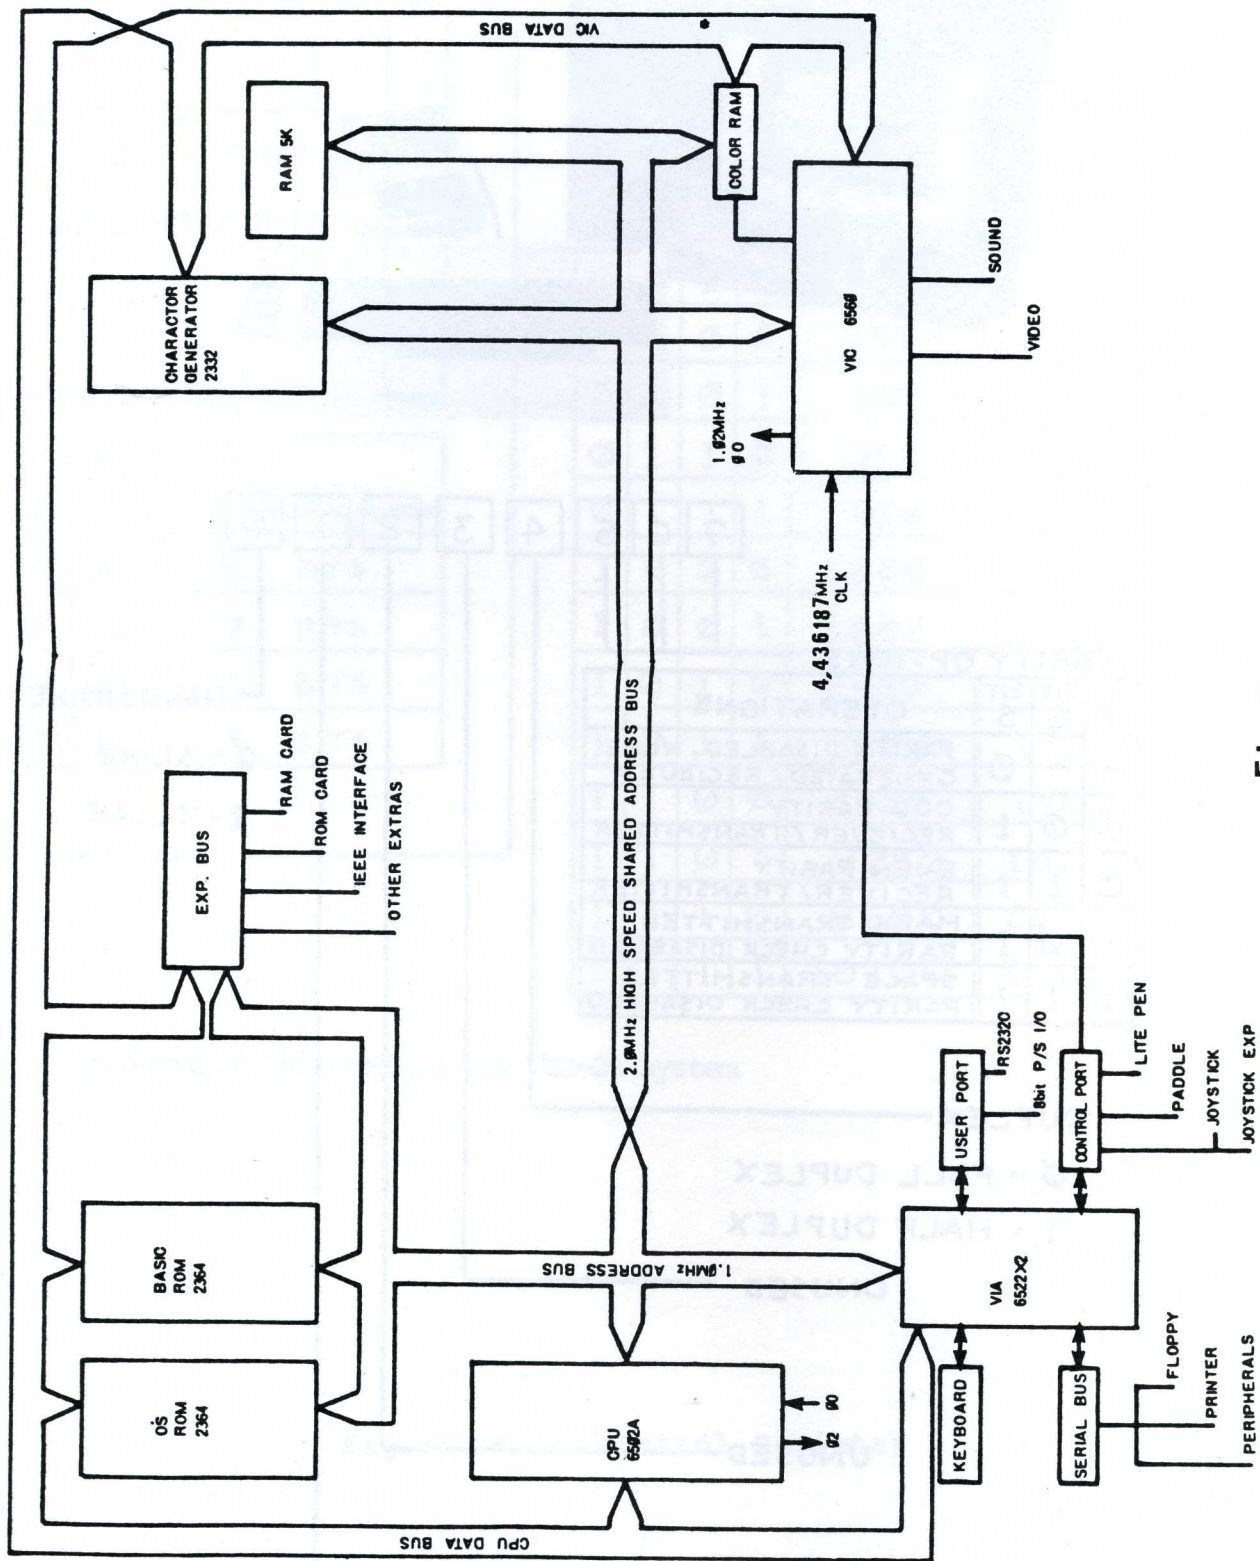 CPU DATA BUS
O'S
ROM
2364
BASIC
ROM
2364
EXP. BUS
RAM CARD
ROM CARD
IEEE INTERFACE
OTHER EXTRAS
CHARACTOR
GENERATOR
2332
RAM 5K
VIC DATA BUS
CPU
6502A
Ø2
Ø0
1.0MHz ADDRESS BUS
2.0MHz HIGH SPEED SHARED ADDRESS BUS
COLOR RAM
1.02MHz
Ø0
4,436187MHz
CLK
VIC 6560
VIDEO
SOUND
KEYBOARD
SERIAL BUS
FLOPPY
PRINTER
PERIPHERALS
VIA
6522X2
USER PORT
RS2320
8bit P/S I/O
CONTROL PORT
LITE PEN
PADDLE
JOYSTICK
JOYSTICK EXP